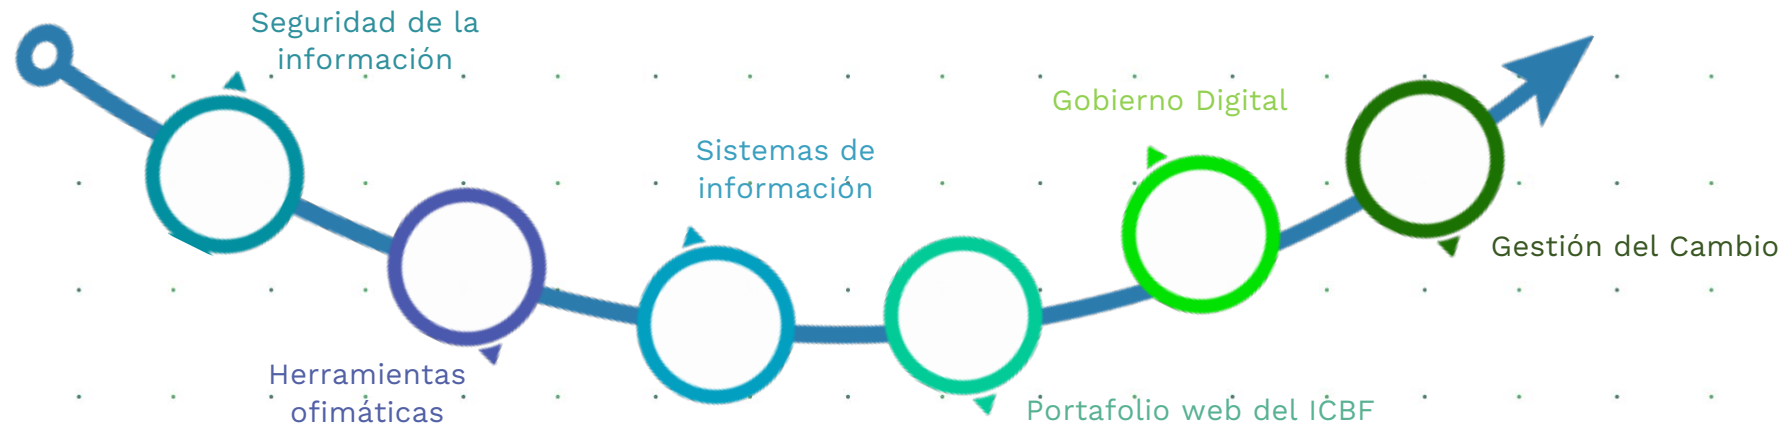 Seguridad de la
información
Herramientas
ofimáticas
Sistemas de
información
Portafolio web del ICBF
Gobierno Digital
Gestión del Cambio